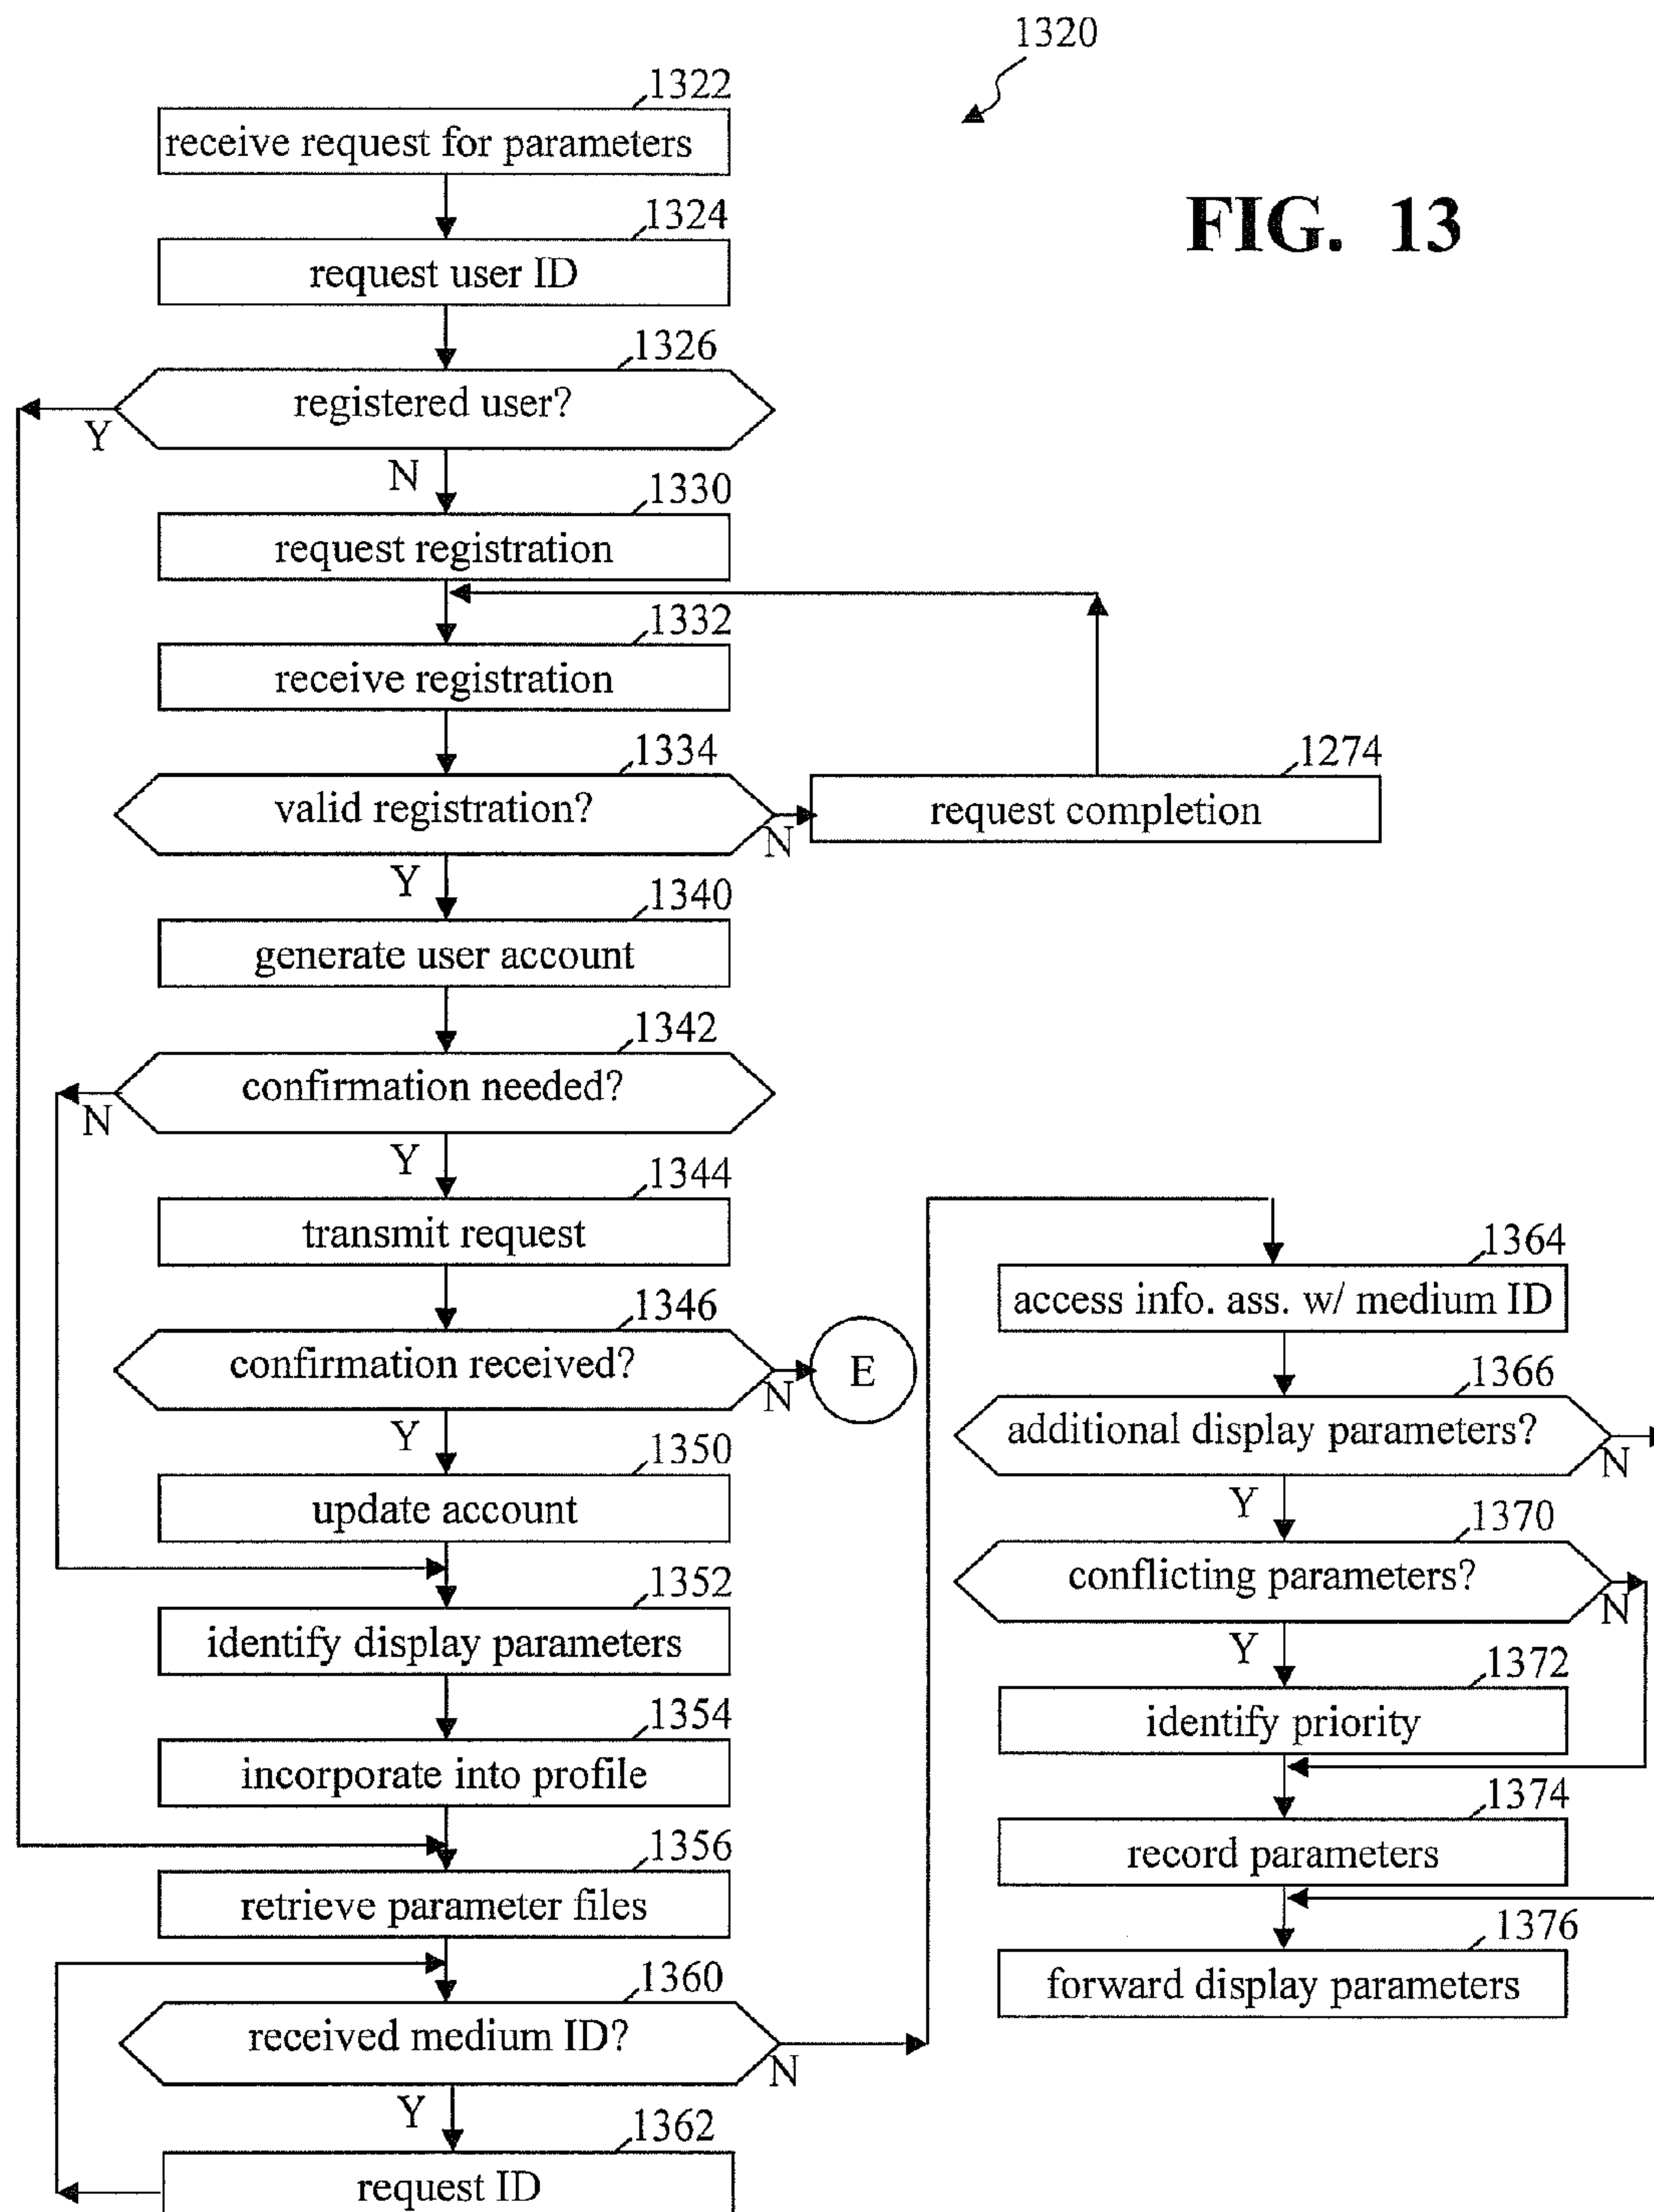 1320
FIG. 13
1322
receive request for parameters
1324
request user ID
1326
registered user?
Y
N
1330
request registration
1332
receive registration
1334
valid registration?
N
1274
request completion
Y
1340
generate user account
1342
confirmation needed?
N
Y
1344
transmit request
1346
confirmation received?
N
E
Y
1350
update account
1352
identify display parameters
1354
incorporate into profile
1356
retrieve parameter files
1360
received medium ID?
N
Y
1362
request ID
1364
access info. ass. w/ medium ID
1366
additional display parameters?
N
Y
1370
conflicting parameters?
N
Y
1372
identify priority
1374
record parameters
1376
forward display parameters